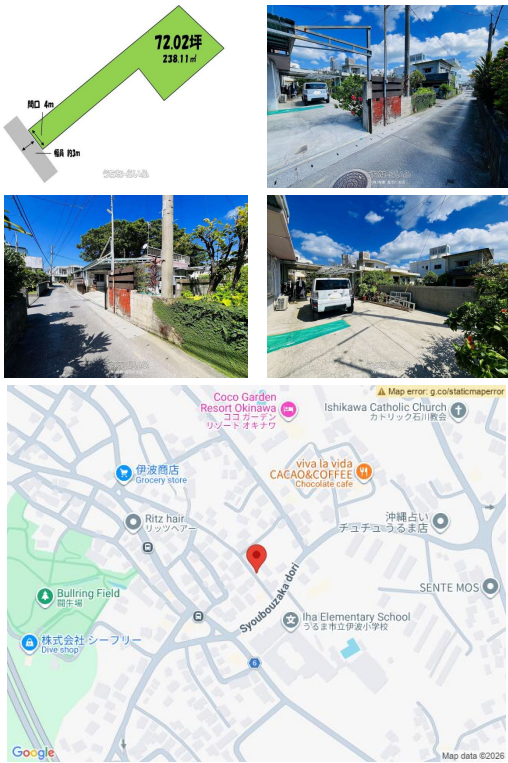 72.02坪
238.11㎡
間口 4m
幅員 約3m
Coco Garden
Resort Okinawa
ココ ガーデン
リゾート オキナワ
⚠ Map error: g.co/staticmaperror
Ishikawa Catholic Church
カトリック石川教会
伊波商店
Grocery store
viva la vida
CACAO&COFFEE
Chocolate cafe
Ritz hair
リッツヘアー
沖縄占い
チュチュうるま店
Bullring Field
闘牛場
Syoubouzaka dori
SENTE MOS
Iha Elementary School
うるま市立伊波小学校
株式会社 シーフリー
Dive shop
6
Google
Map data ©2026